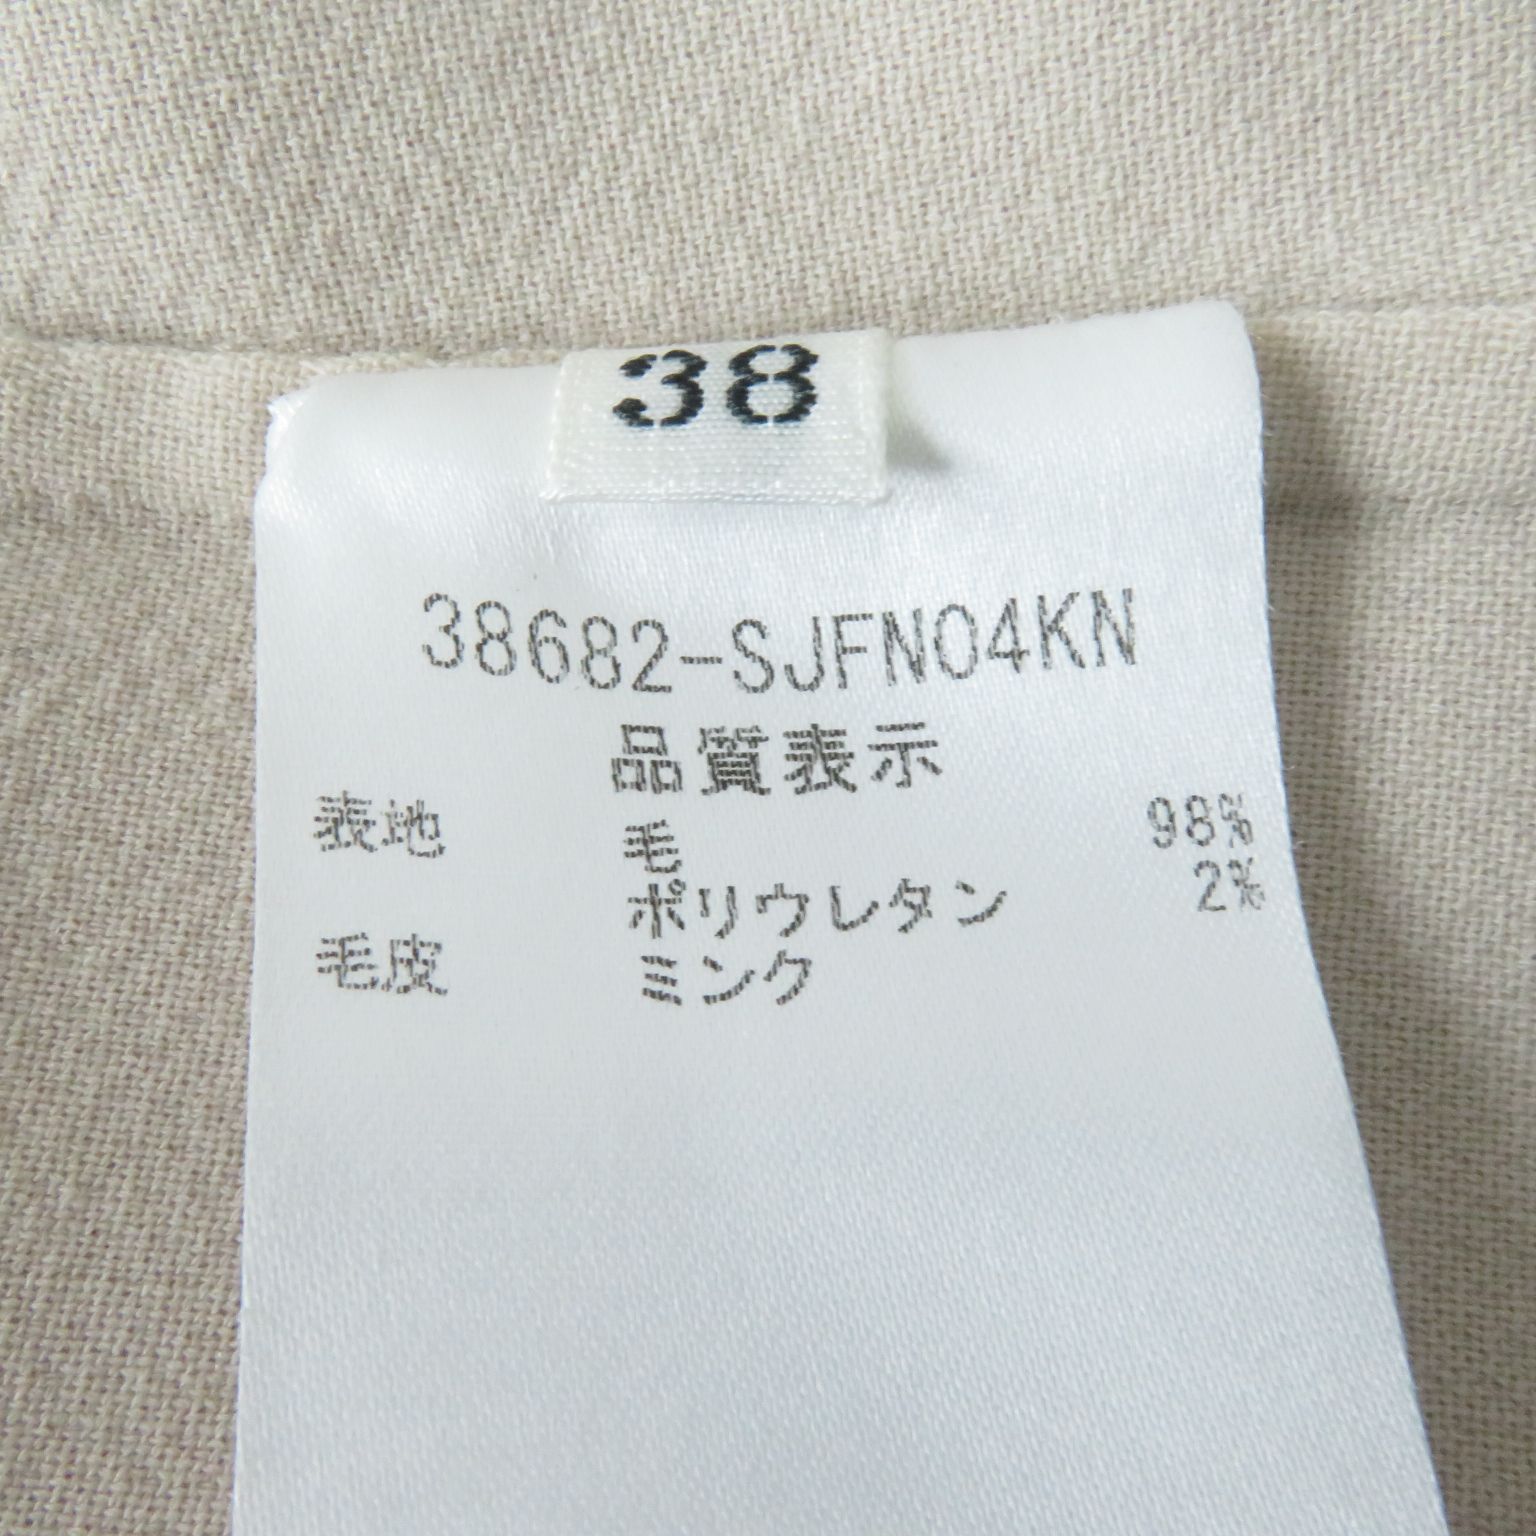 38
38682-SJFN04KN
品質表示
表地 毛 98%
ポリウレタン 2%
毛皮 ミンク